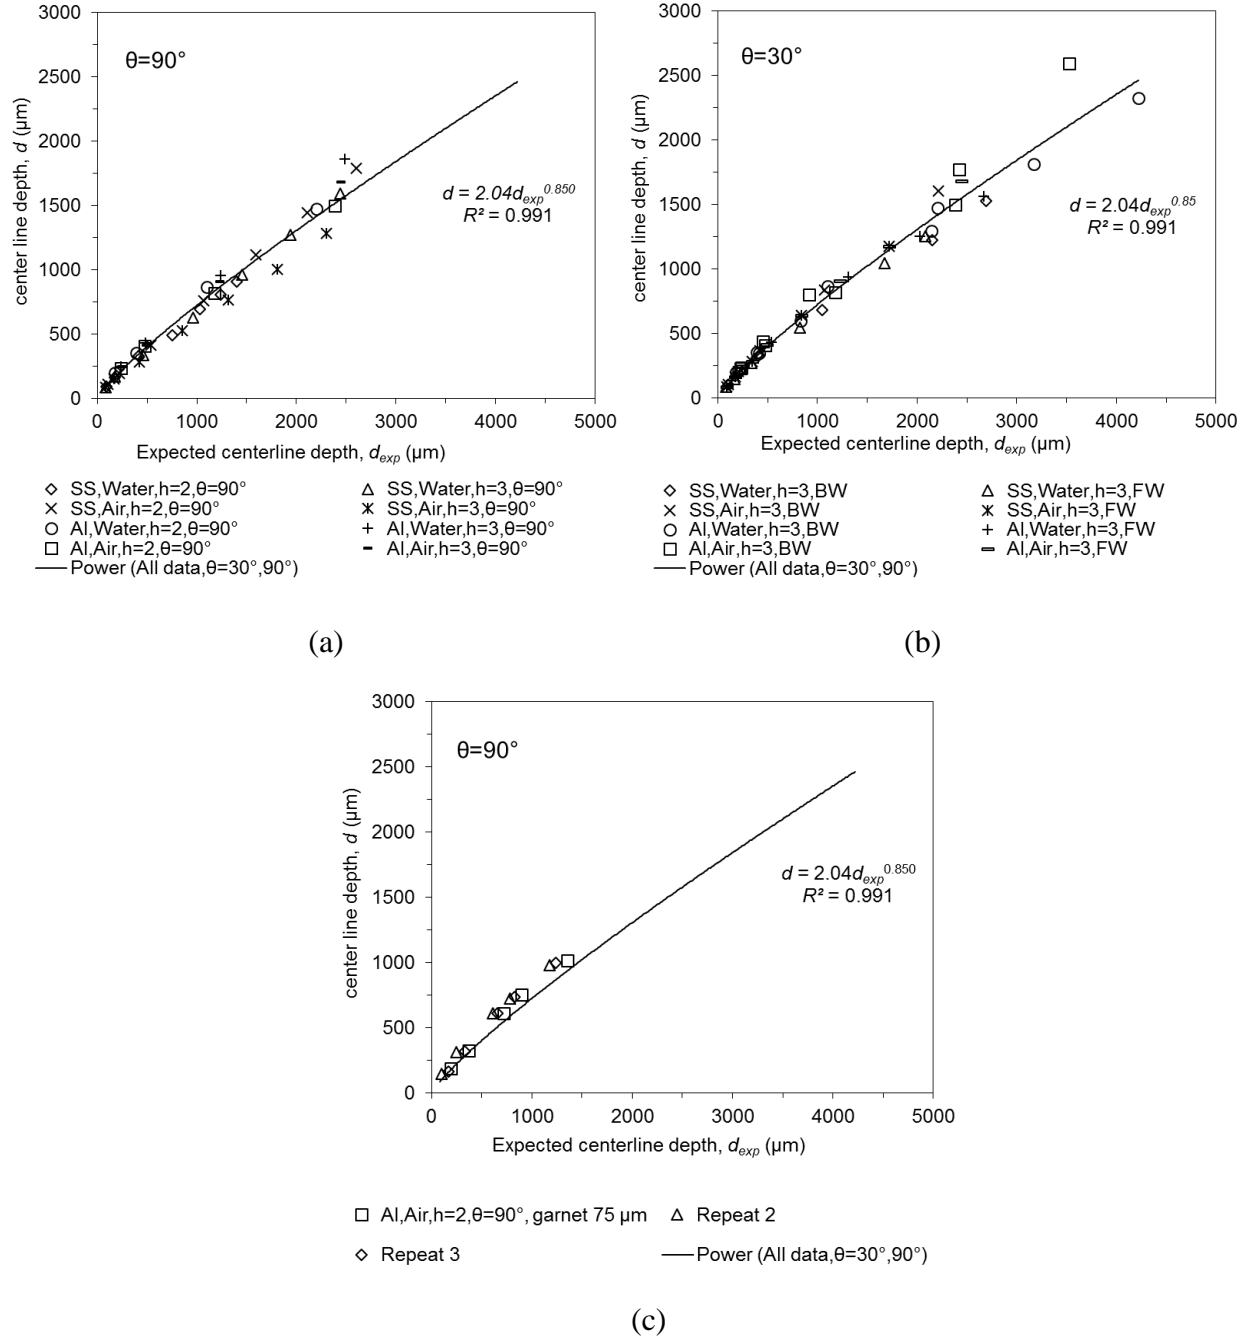 3000
2500
2000
1500
1000
500
0
center line depth, d (µm)
θ=90°
d = 2.04dexp0.850
R² = 0.991
0 1000 2000 3000 4000 5000
Expected centerline depth, dexp (µm)
SS,Water,h=2,θ=90°
SS,Water,h=3,θ=90°
SS,Air,h=2,θ=90°
SS,Air,h=3,θ=90°
Al,Water,h=2,θ=90°
Al,Water,h=3,θ=90°
Al,Air,h=2,θ=90°
Al,Air,h=3,θ=90°
Power (All data,θ=30°,90°)
(a)
3000
2500
2000
1500
1000
500
0
center line depth, d (µm)
θ=30°
d = 2.04dexp0.85
R² = 0.991
0 1000 2000 3000 4000 5000
Expected centerline depth, dexp (µm)
SS,Water,h=3,BW
SS,Water,h=3,FW
SS,Air,h=3,BW
SS,Air,h=3,FW
Al,Water,h=3,BW
Al,Water,h=3,FW
Al,Air,h=3,BW
Al,Air,h=3,FW
Power (All data,θ=30°,90°)
(b)
3000
2500
2000
1500
1000
500
0
center line depth, d (µm)
θ=90°
d = 2.04dexp0.850
R² = 0.991
0 1000 2000 3000 4000 5000
Expected centerline depth, dexp (µm)
Al,Air,h=2,θ=90°, garnet 75 µm
Repeat 2
Repeat 3
Power (All data,θ=30°,90°)
(c)